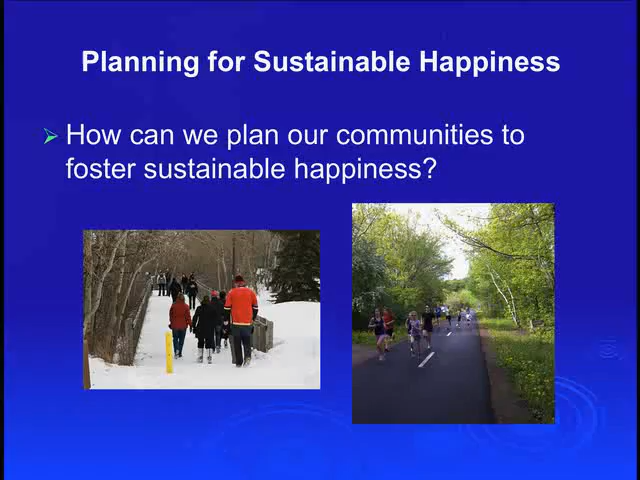 Planning for Sustainable Happiness
How can we plan our communities to
foster sustainable happiness?